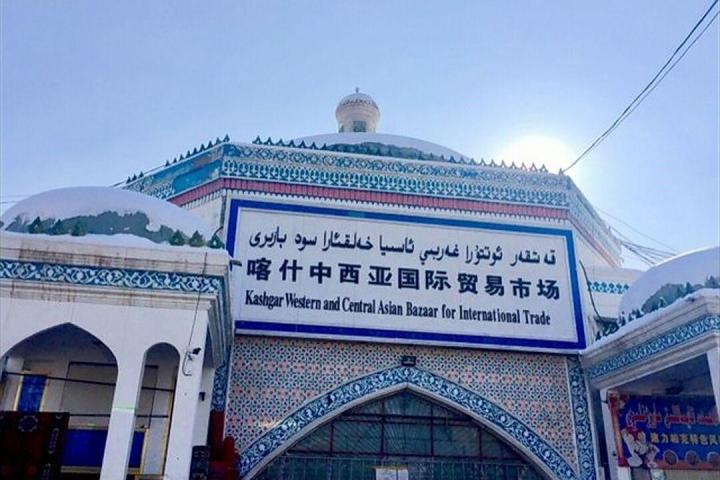 قەشقەر ئوتتۇرا غەربىي ئاسىيا خەلقئارا سودا بازىرى
喀什中西亚国际贸易市场
Kashgar Western and Central Asian Bazaar for International Trade